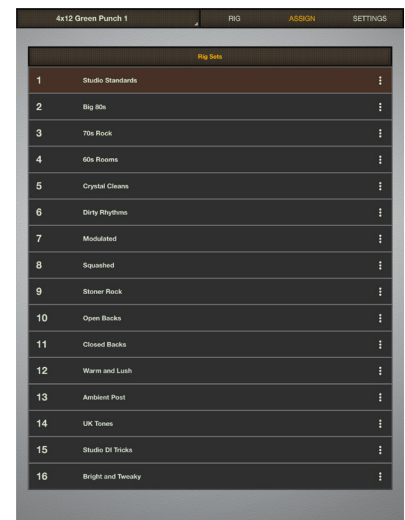 4x12 Green Punch 1 RIG ASSIGN SETTINGS
Rig Sets
1 Studio Standards
2 Big 80s
3 70s Rock
4 60s Rooms
5 Crystal Cleans
6 Dirty Rhythms
7 Modulated
8 Squashed
9 Stoner Rock
10 Open Backs
11 Closed Backs
12 Warm and Lush
13 Ambient Post
14 UK Tones
15 Studio DI Tricks
16 Bright and Tweaky